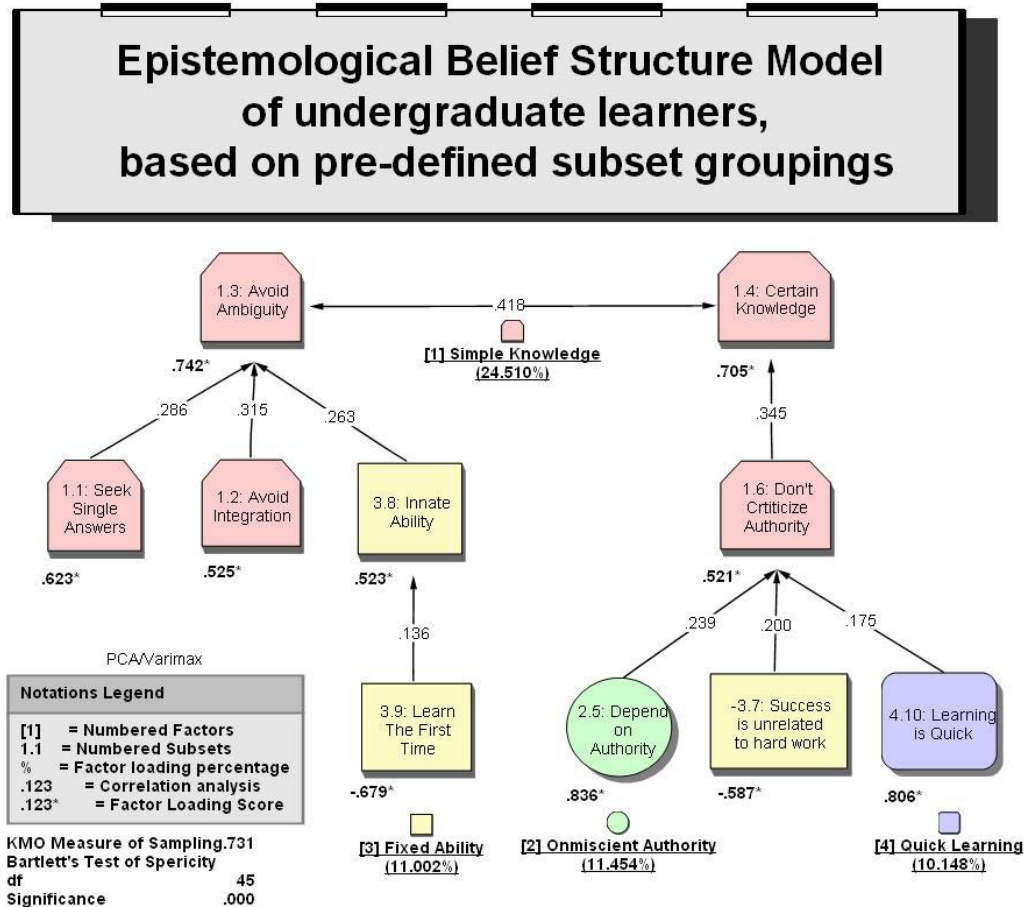 Epistemological Belief Structure Model
of undergraduate learners,
based on pre-defined subset groupings
1.3: Avoid
Ambiguity
.742*
.418
[1] Simple Knowledge
(24.510%)
1.4: Certain
Knowledge
.705*
.286
.315
.263
.345
1.1: Seek
Single
Answers
.623*
1.2: Avoid
Integration
.525*
3.8: Innate
Ability
.523*
1.6: Don't
Crtiticize
Authority
.521*
.136
.239
.200
.175
3.9: Learn
The First
Time
-.679*
2.5: Depend
on
Authority
.836*
-3.7: Success
is unrelated
to hard work
-.587*
4.10: Learning
is Quick
.806*
[3] Fixed Ability
(11.002%)
[2] Onmiscient Authority
(11.454%)
[4] Quick Learning
(10.148%)
PCA/Varimax
Notations Legend
[1] = Numbered Factors
1.1 = Numbered Subsets
% = Factor loading percentage
.123 = Correlation analysis
.123* = Factor Loading Score
KMO Measure of Sampling.731
Bartlett's Test of Spericity
df 45
Significance .000